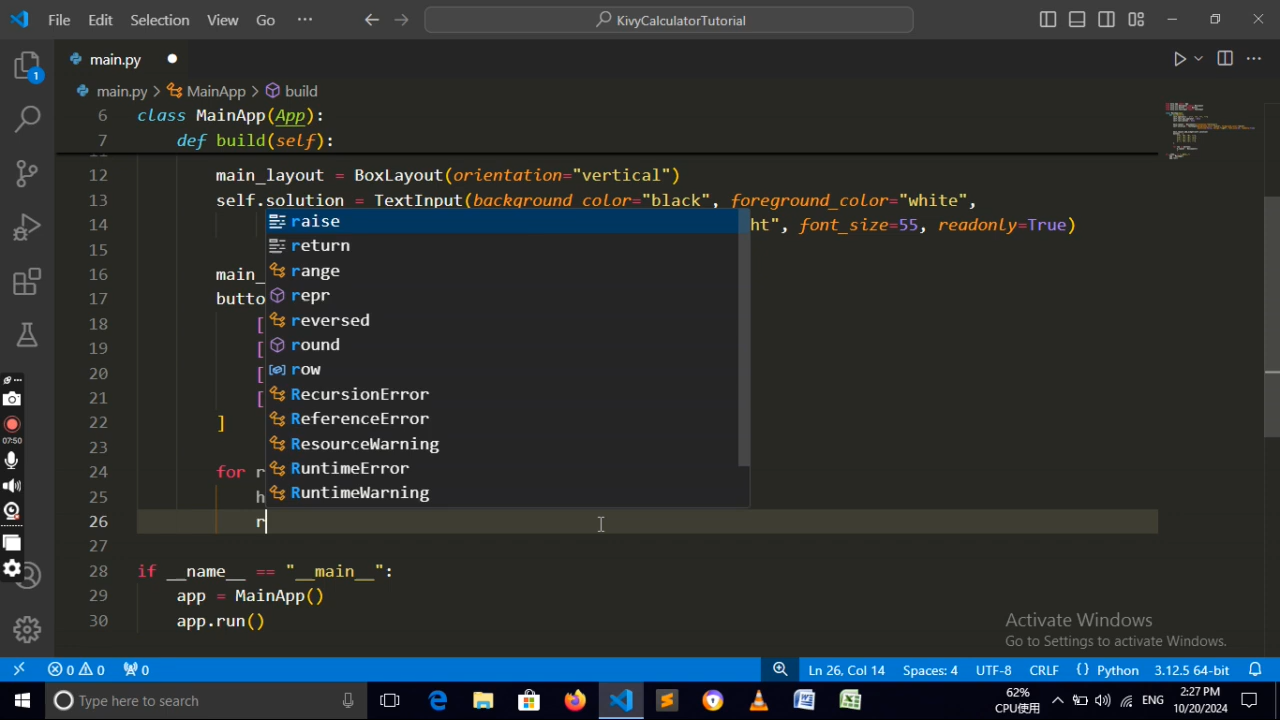 File Edit Selection View Go ··· KivyCalculatorTutorial
main.py
main.py > MainApp > build
1
6 class MainApp(App):
7 def build(self):
12 main_layout = BoxLayout(orientation="vertical")
13 self.solution = TextInput(background_color="black", foreground_color="white",
14 ht", font_size=55, readonly=True)
15
16 main_
17 butto
18 [
19 [
20 [
21 [
22 ]
23
24 for r
25 h
26 r
27
28 if __name__ == "__main__":
29 app = MainApp()
30 app.run()
raise
return
range
repr
reversed
round
row
RecursionError
ReferenceError
ResourceWarning
RuntimeError
RuntimeWarning
07:50
Activate Windows
Go to Settings to activate Windows.
0 0 0 Ln 26, Col 14 Spaces: 4 UTF-8 CRLF {} Python 3.12.5 64-bit
Type here to search 62% CPU使用 ENG 2:27 PM 10/20/2024